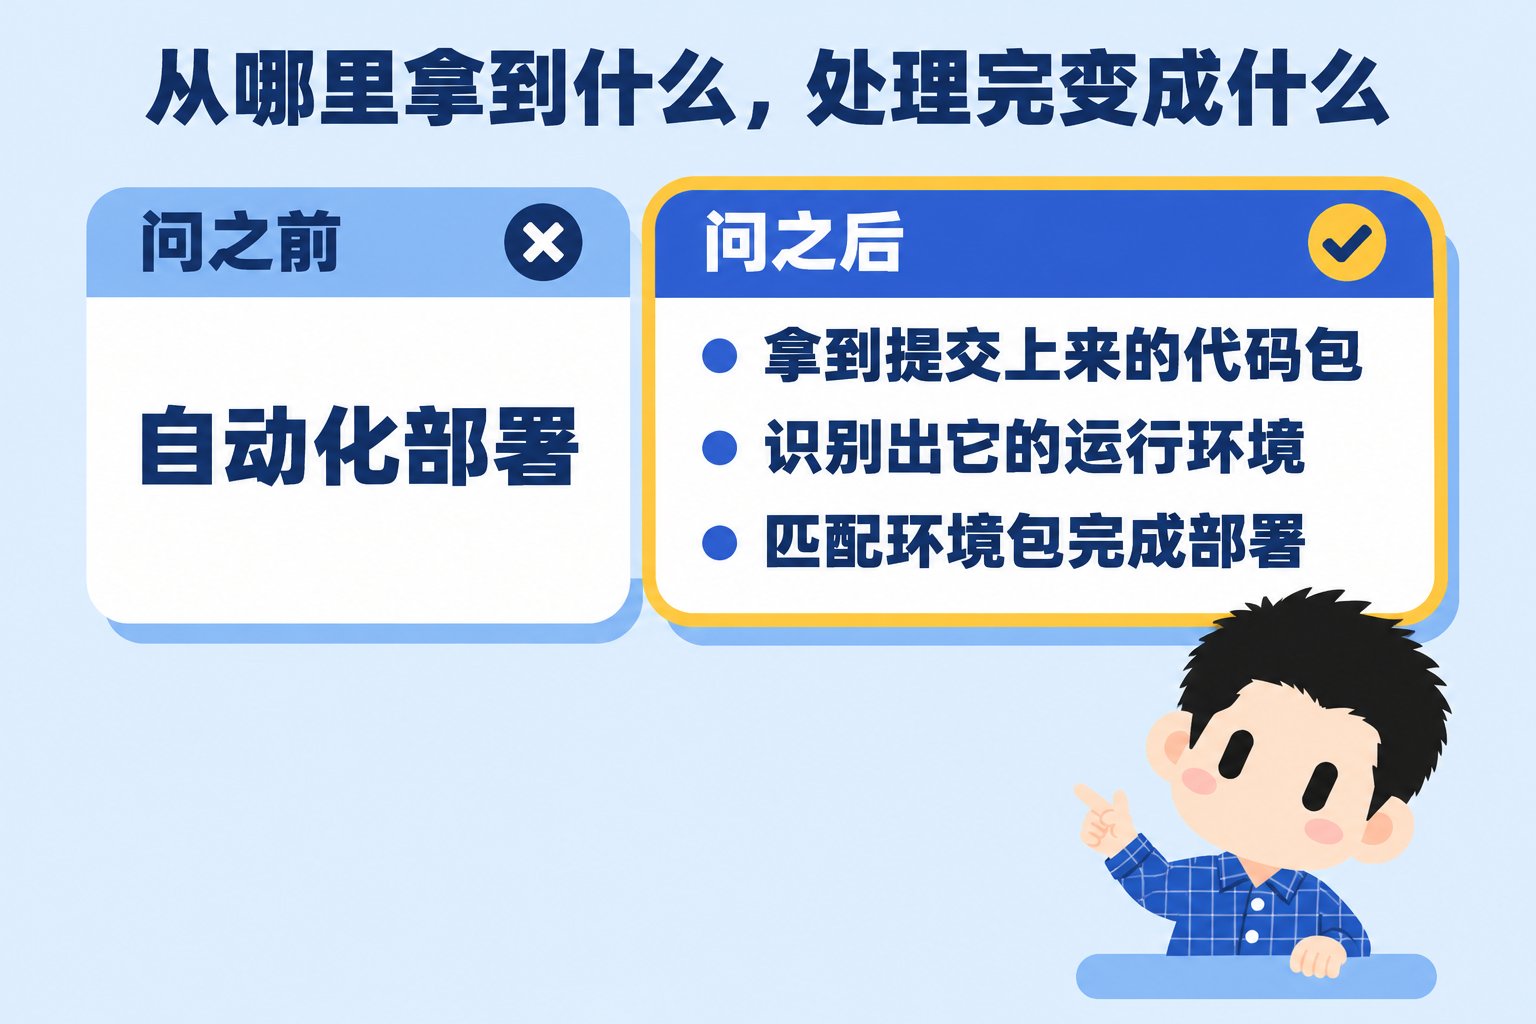 从哪里拿到什么，处理完变成什么
问之前
自动化部署
问之后
拿到提交上来的代码包
识别出它的运行环境
匹配环境包完成部署